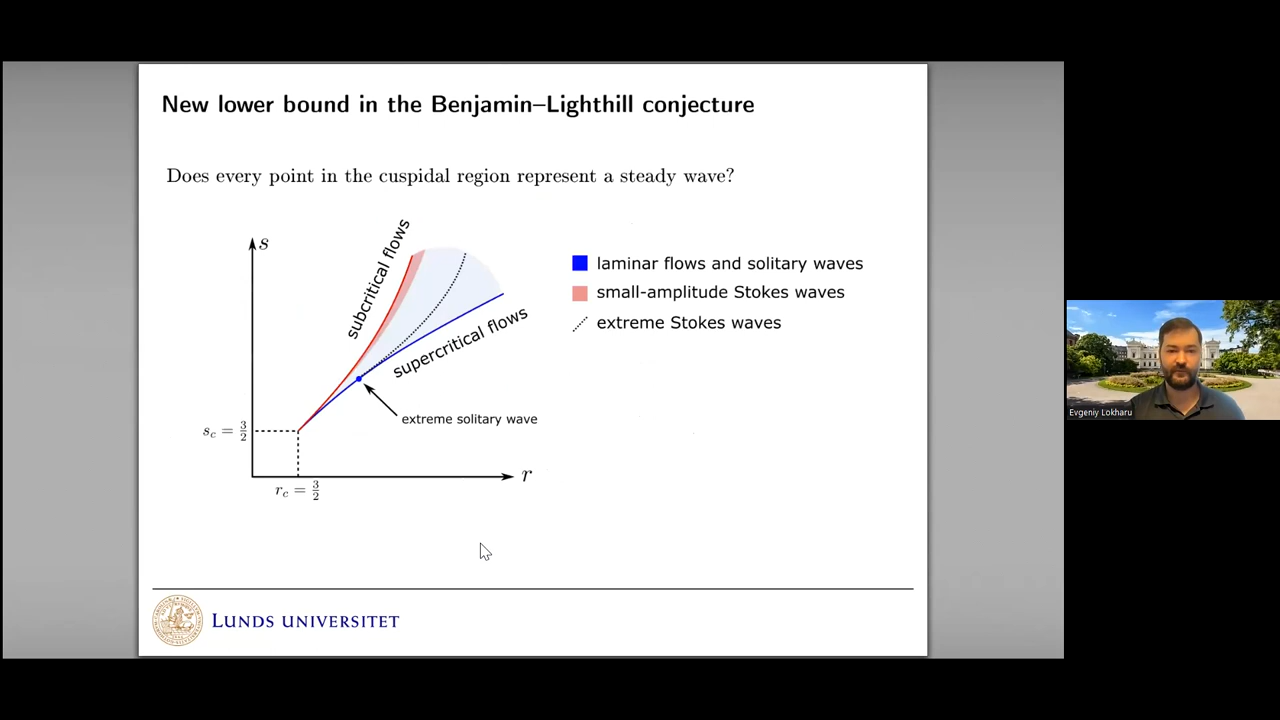 New lower bound in the Benjamin–Lighthill conjecture
Does every point in the cuspidal region represent a steady wave?
s
subcritical flows
supercritical flows
extreme solitary wave
s_c = 3/2
r
r_c = 3/2
laminar flows and solitary waves
small-amplitude Stokes waves
extreme Stokes waves
LUNDS UNIVERSITET
Evgeniy Lokharu